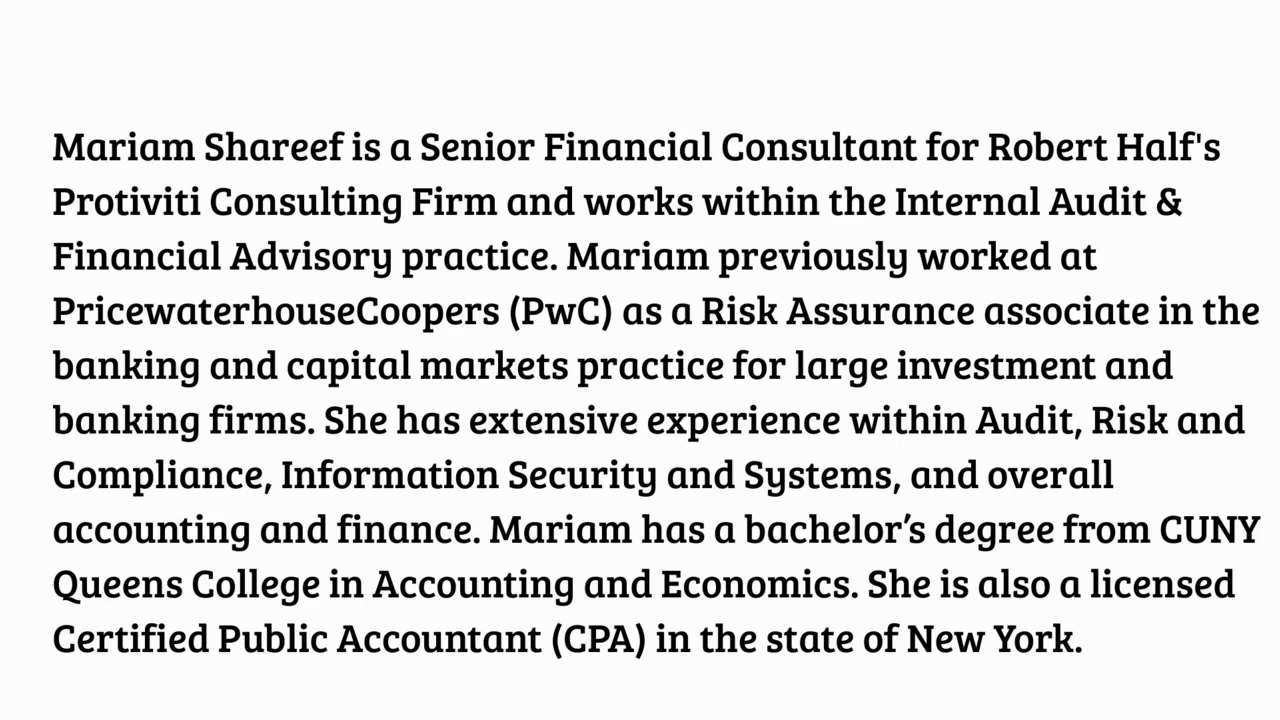 Mariam Shareef is a Senior Financial Consultant for Robert Half's
Protiviti Consulting Firm and works within the Internal Audit &
Financial Advisory practice. Mariam previously worked at
PricewaterhouseCoopers (PwC) as a Risk Assurance associate in the
banking and capital markets practice for large investment and
banking firms. She has extensive experience within Audit, Risk and
Compliance, Information Security and Systems, and overall
accounting and finance. Mariam has a bachelor’s degree from CUNY
Queens College in Accounting and Economics. She is also a licensed
Certified Public Accountant (CPA) in the state of New York.